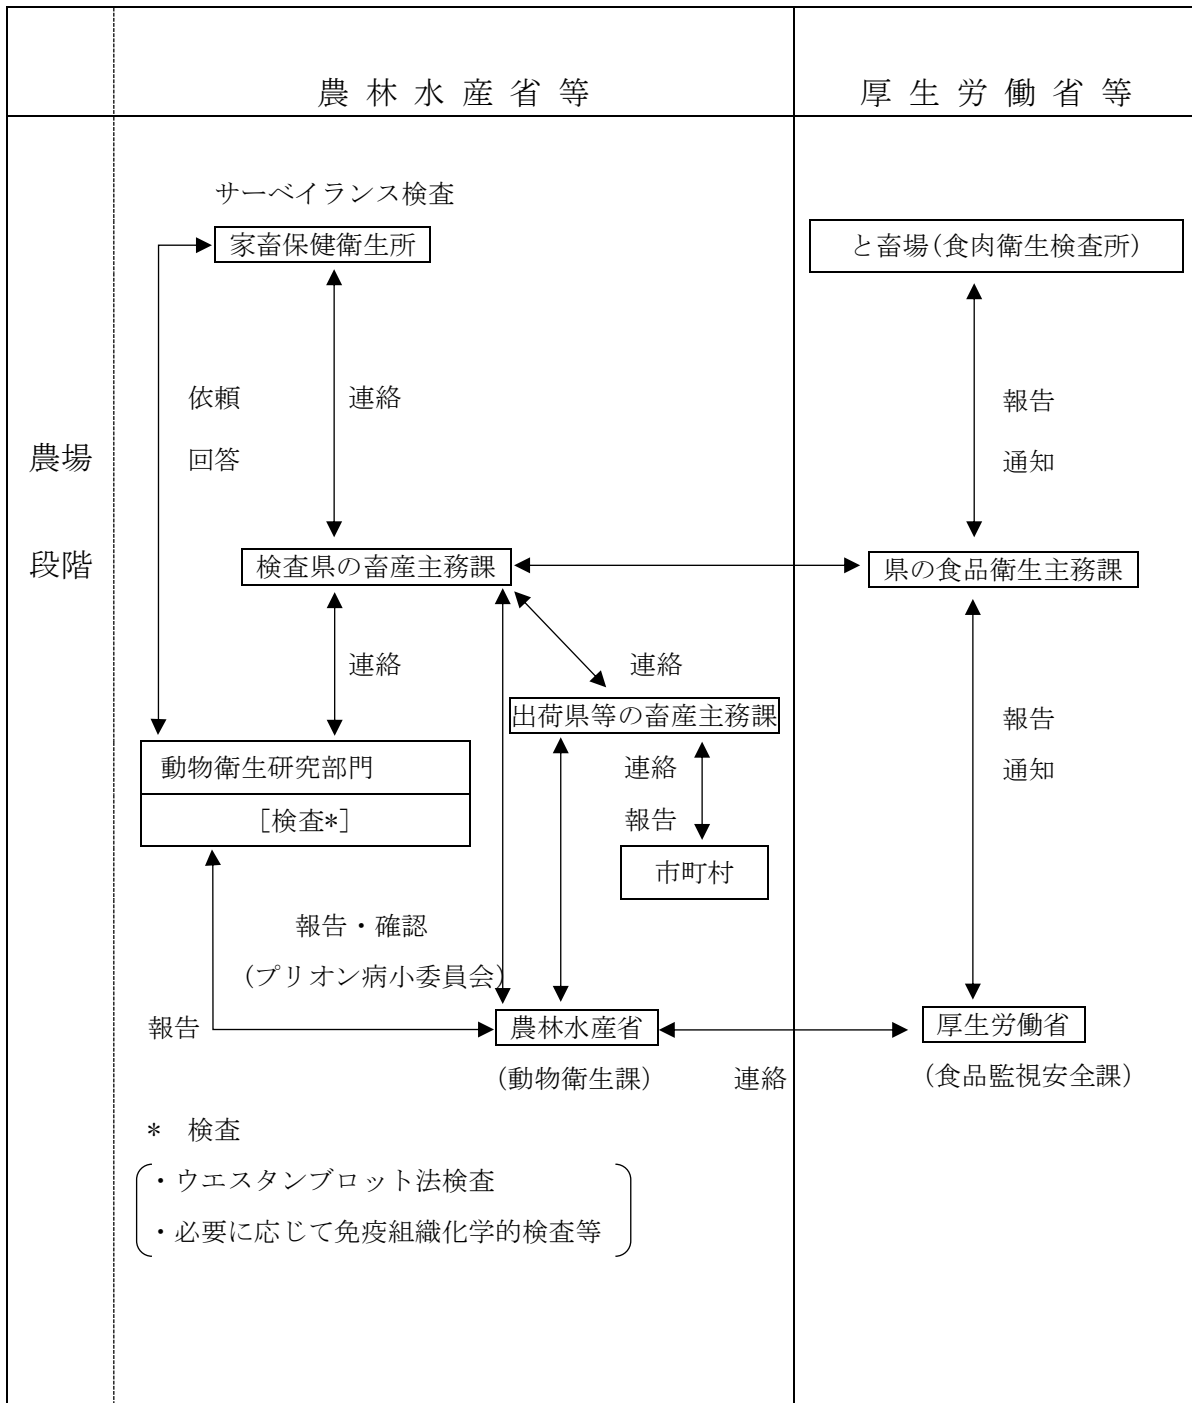 農林水産省等
厚生労働省等
農場
段階
サーベイランス検査
家畜保健衛生所
と畜場(食肉衛生検査所)
依頼
回答
連絡
報告
通知
検査県の畜産主務課
県の食品衛生主務課
連絡
連絡
出荷県等の畜産主務課
報告
通知
動物衛生研究部門
[検査*]
連絡
報告
市町村
報告・確認
(プリオン病小委員会)
報告
農林水産省
(動物衛生課)
連絡
厚生労働省
(食品監視安全課)
* 検査
・ウエスタンブロット法検査
・必要に応じて免疫組織化学的検査等